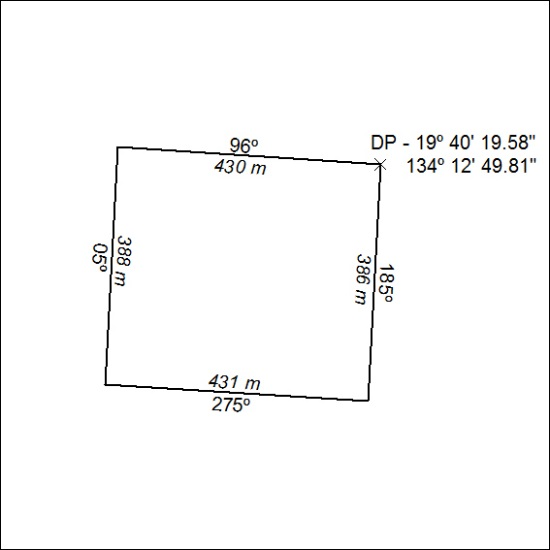 96º
430 m
DP - 19º 40' 19.58"
134º 12' 49.81"
05º
388 m
386 m
185º
431 m
275º